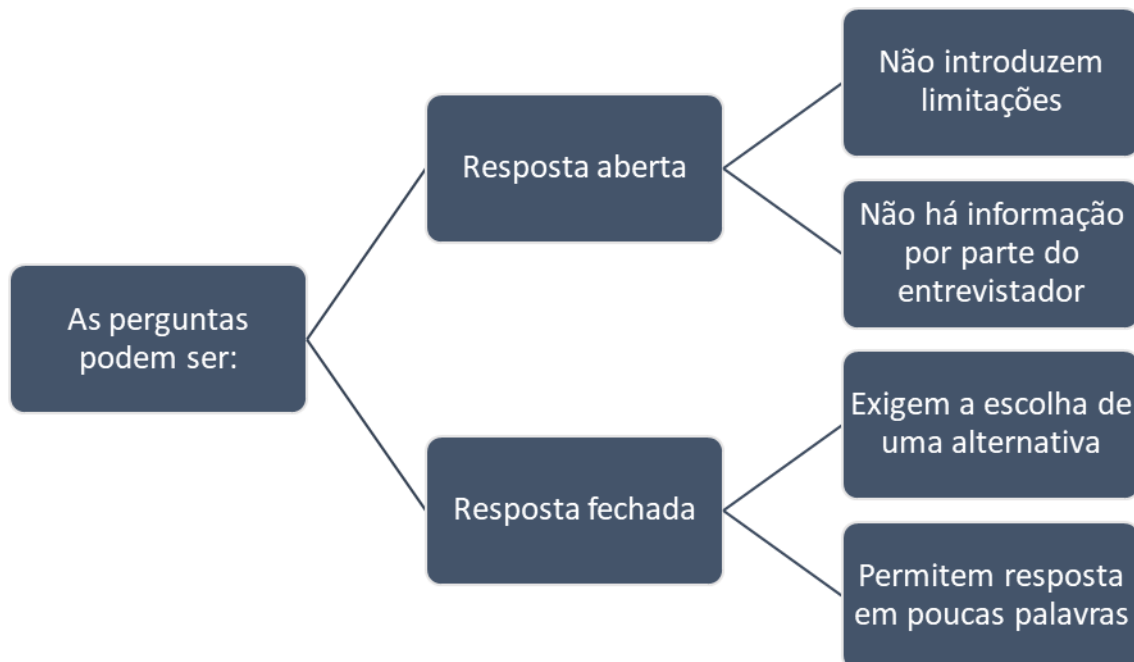 As perguntas
podem ser:
Resposta aberta
Não introduzem
limitações
Não há informação
por parte do
entrevistador
Resposta fechada
Exigem a escolha de
uma alternativa
Permitem resposta
em poucas palavras